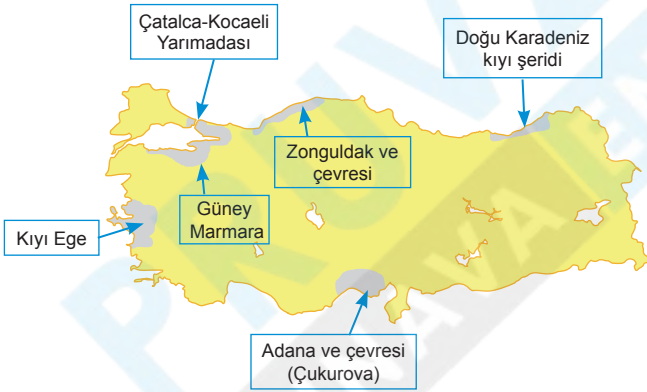 Çatalca-Kocaeli
Yarımadası
Doğu Karadeniz
kıyı şeridi
Zonguldak ve
çevresi
Güney
Marmara
Kıyı Ege
Adana ve çevresi
(Çukurova)